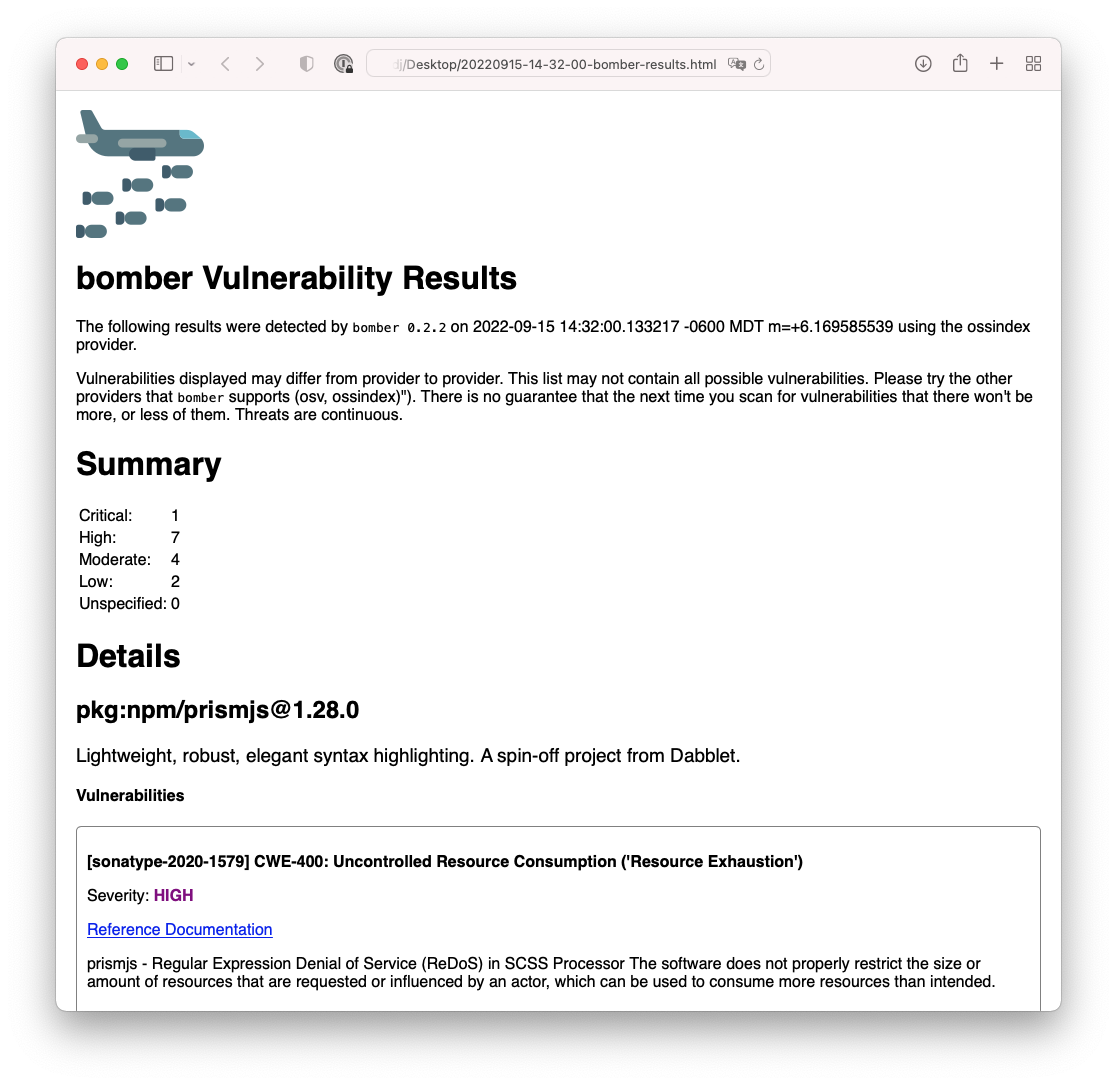 /Desktop/20220915-14-32-00-bomber-results.html
bomber Vulnerability Results
The following results were detected by bomber 0.2.2 on 2022-09-15 14:32:00.133217 -0600 MDT m=+6.169585539 using the ossindex
provider.
Vulnerabilities displayed may differ from provider to provider. This list may not contain all possible vulnerabilities. Please try the other
providers that bomber supports (osv, ossindex)"). There is no guarantee that the next time you scan for vulnerabilities that there won't be
more, or less of them. Threats are continuous.
Summary
Critical: 1
High: 7
Moderate: 4
Low: 2
Unspecified: 0
Details
pkg:npm/prismjs@1.28.0
Lightweight, robust, elegant syntax highlighting. A spin-off project from Dabblet.
Vulnerabilities
[sonatype-2020-1579] CWE-400: Uncontrolled Resource Consumption ('Resource Exhaustion')
Severity: HIGH
Reference Documentation
prismjs - Regular Expression Denial of Service (ReDoS) in SCSS Processor The software does not properly restrict the size or
amount of resources that are requested or influenced by an actor, which can be used to consume more resources than intended.